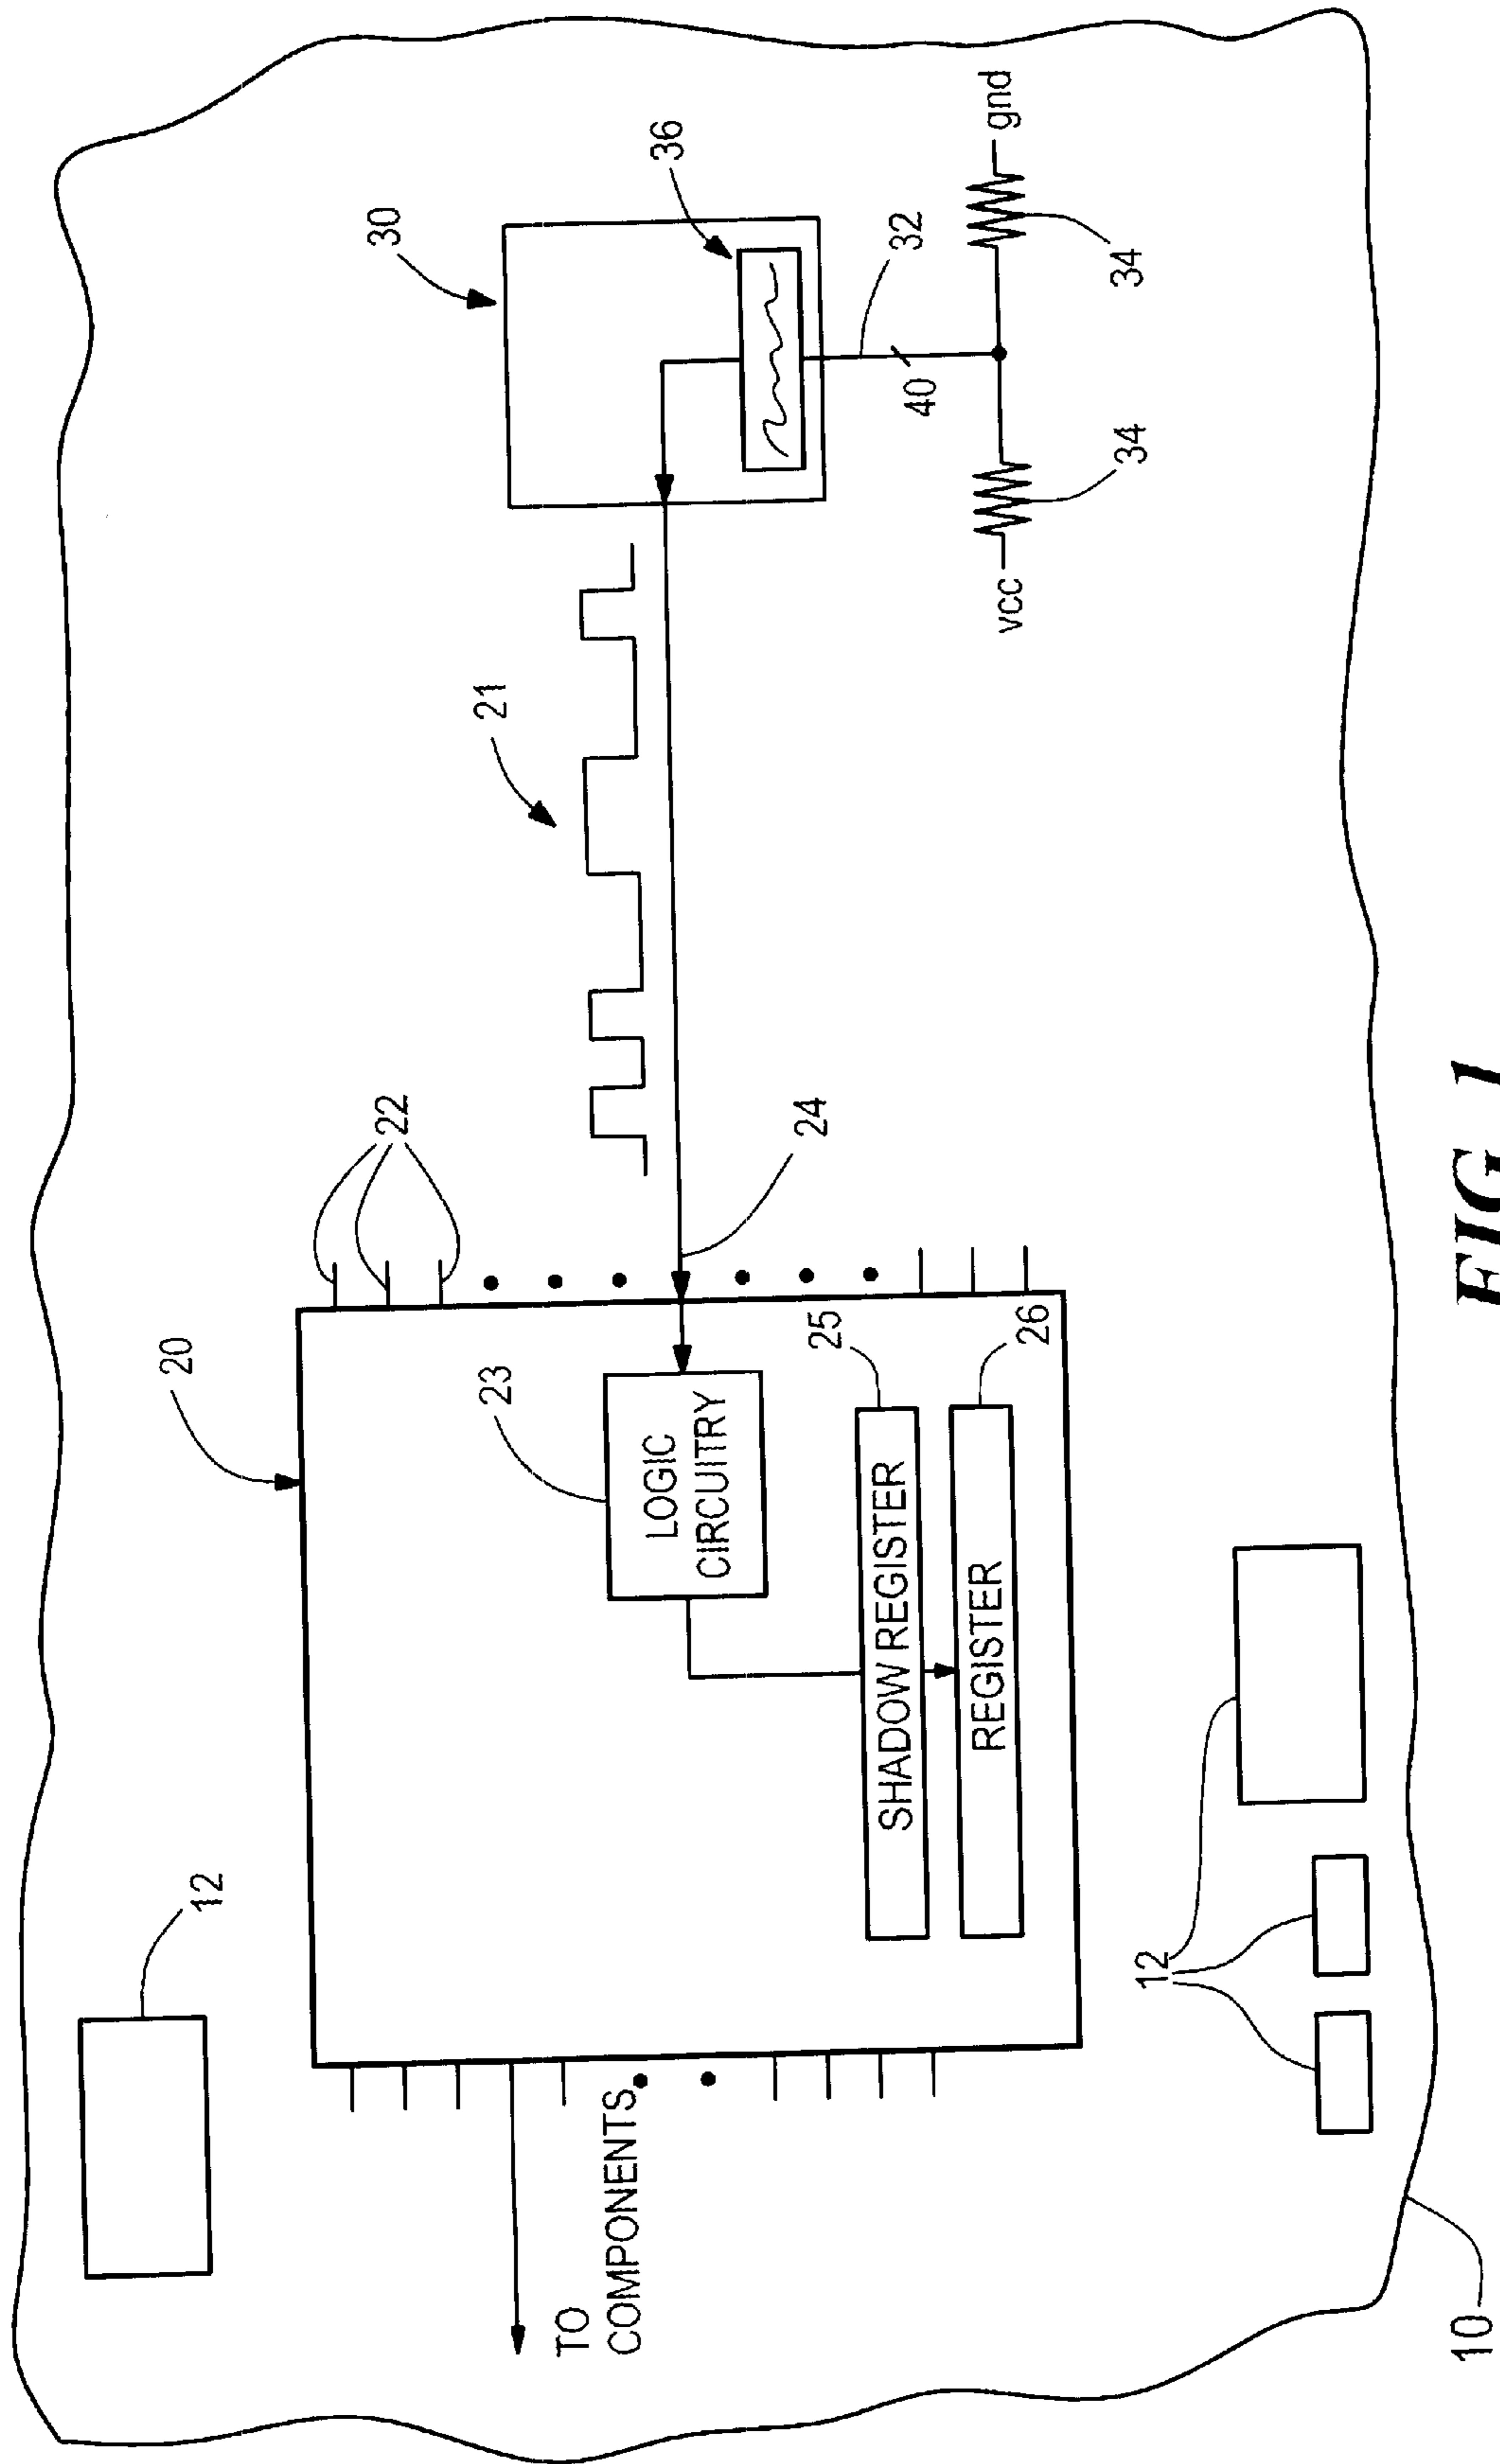 12
20
22
21
30
36
TO
COMPONENTS
23
LOGIC
CIRCUITRY
24
25
SHADOW REGISTER
26
REGISTER
40
32
vcc
34
34
gnd
12
10
FIG. 1